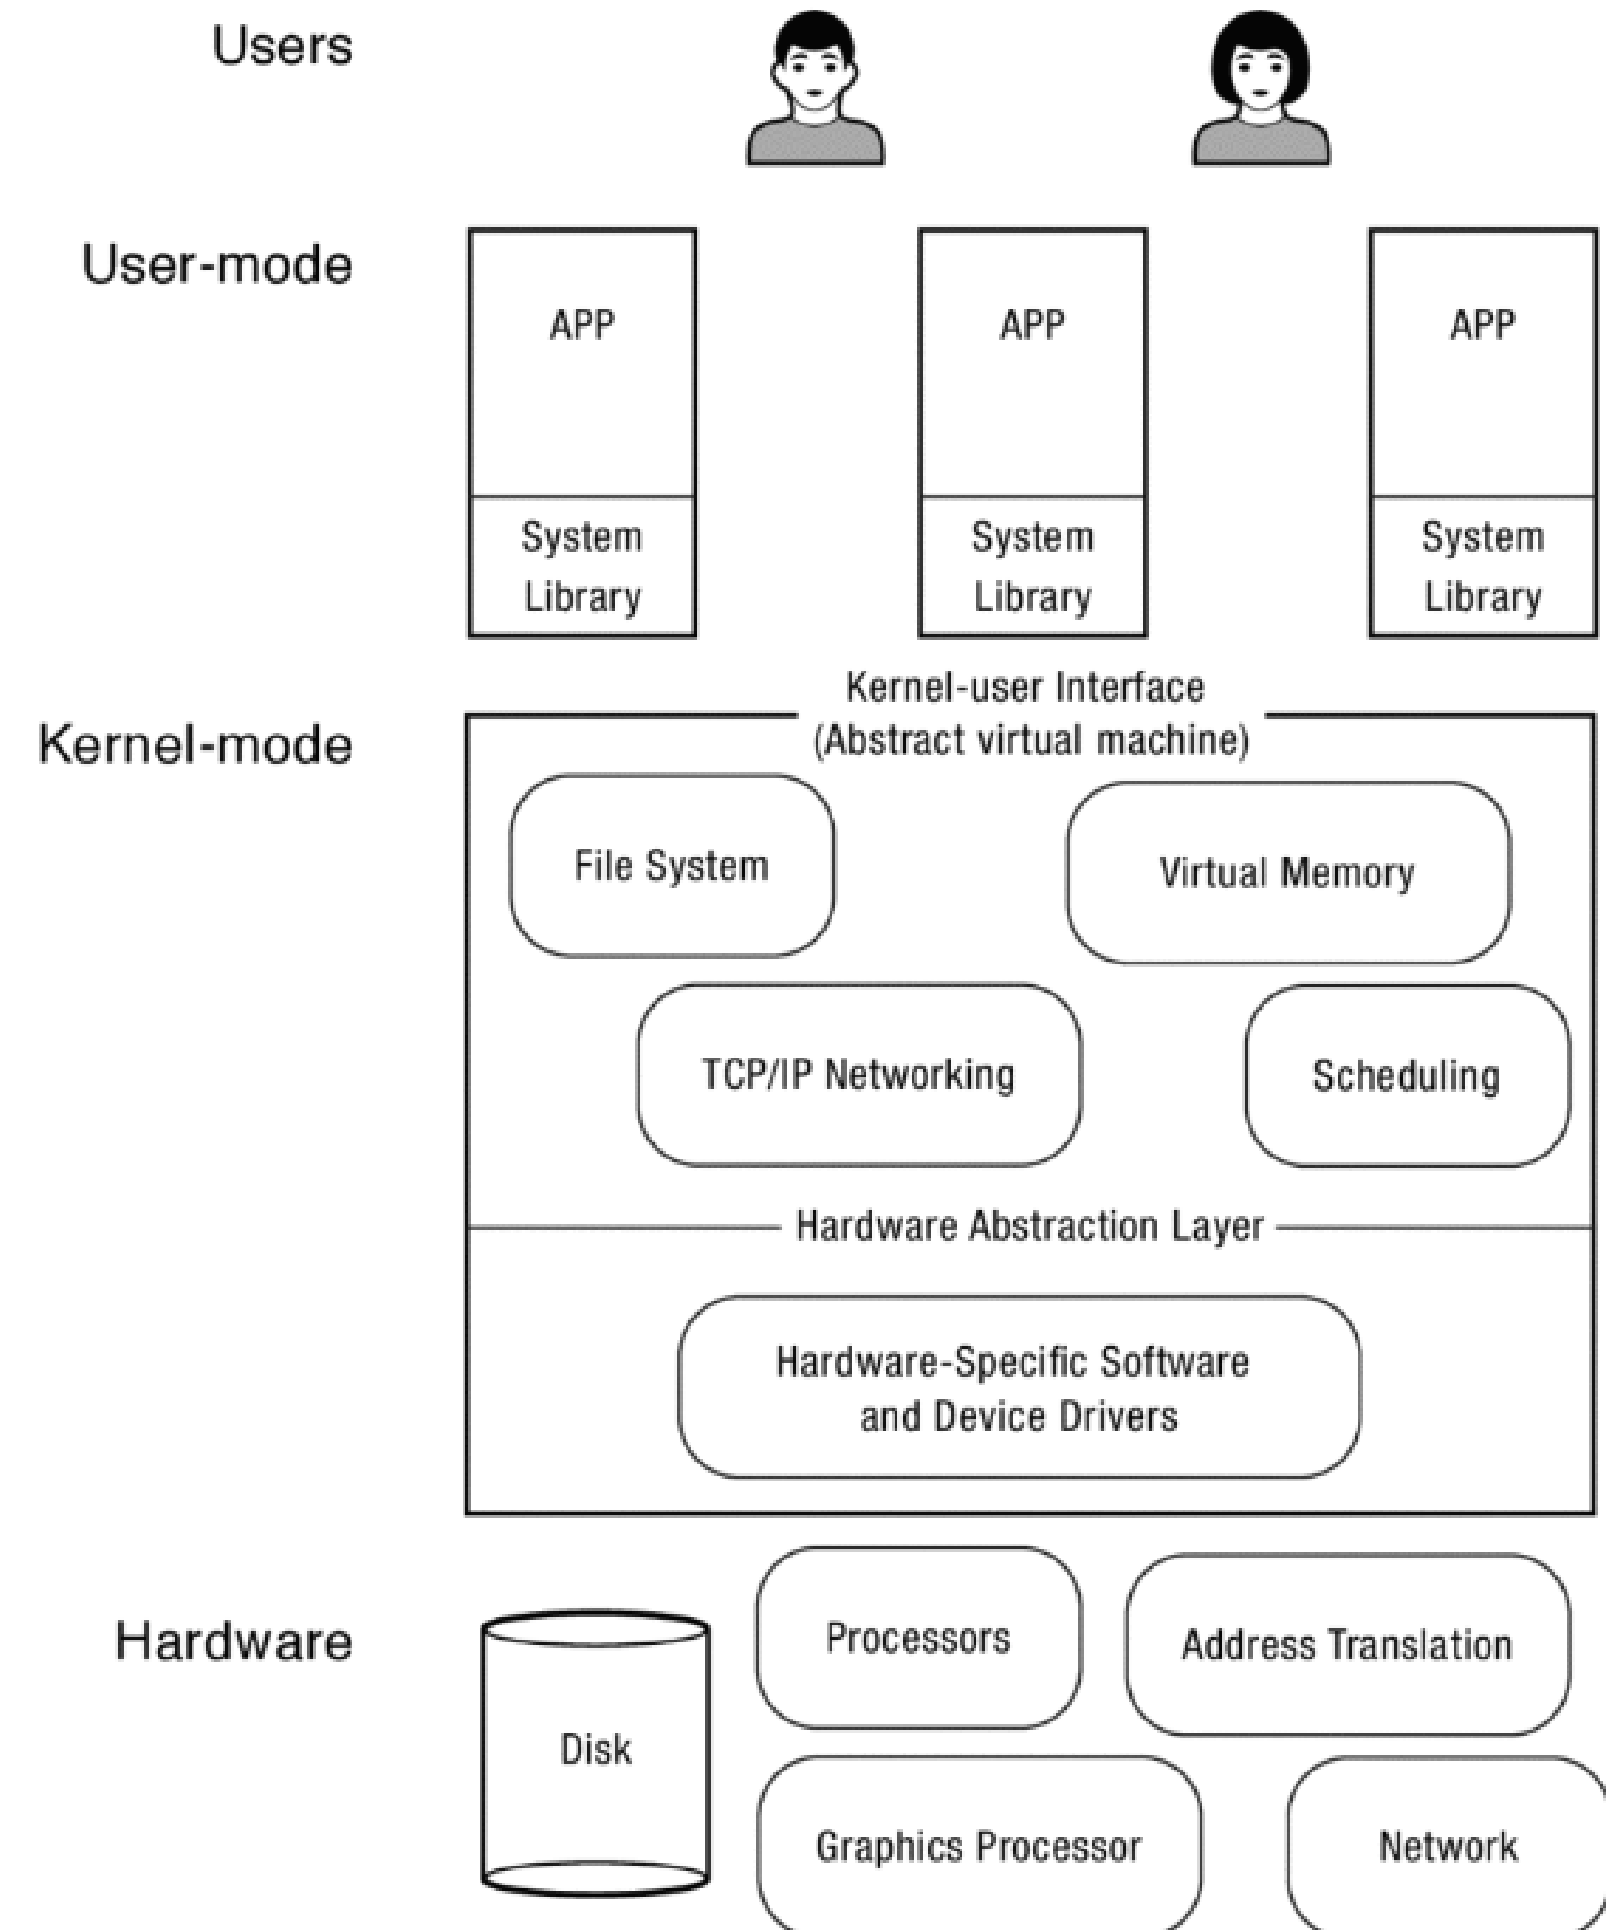 Users
User-mode
APP
APP
APP
System
Library
System
Library
System
Library
Kernel-mode
Kernel-user Interface
(Abstract virtual machine)
File System
Virtual Memory
TCP/IP Networking
Scheduling
Hardware Abstraction Layer
Hardware-Specific Software
and Device Drivers
Hardware
Disk
Processors
Address Translation
Graphics Processor
Network